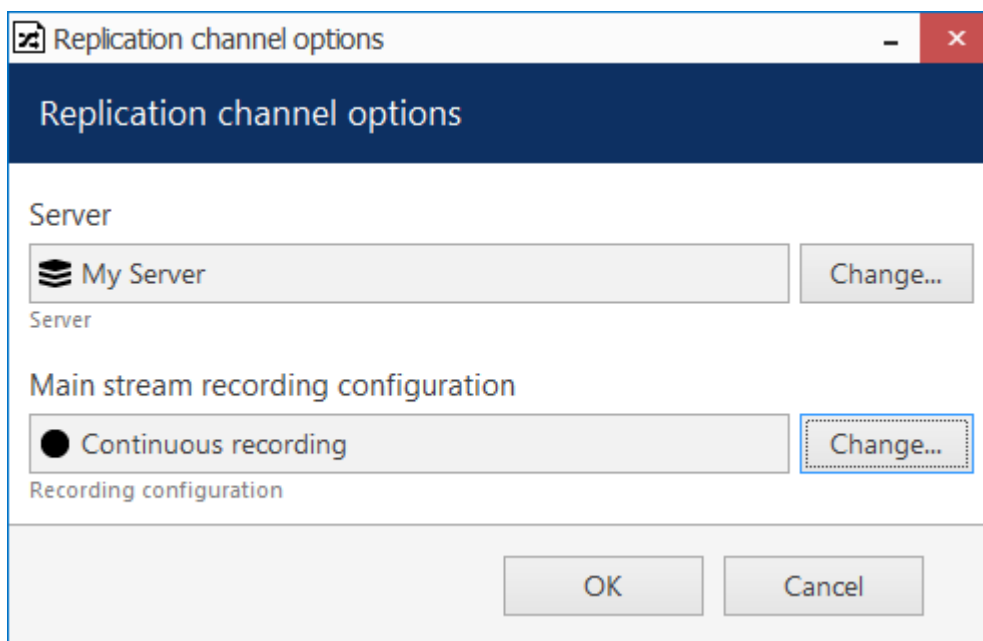 Replication channel options
Replication channel options
Server
My Server
Change...
Server
Main stream recording configuration
Continuous recording
Change...
Recording configuration
OK
Cancel